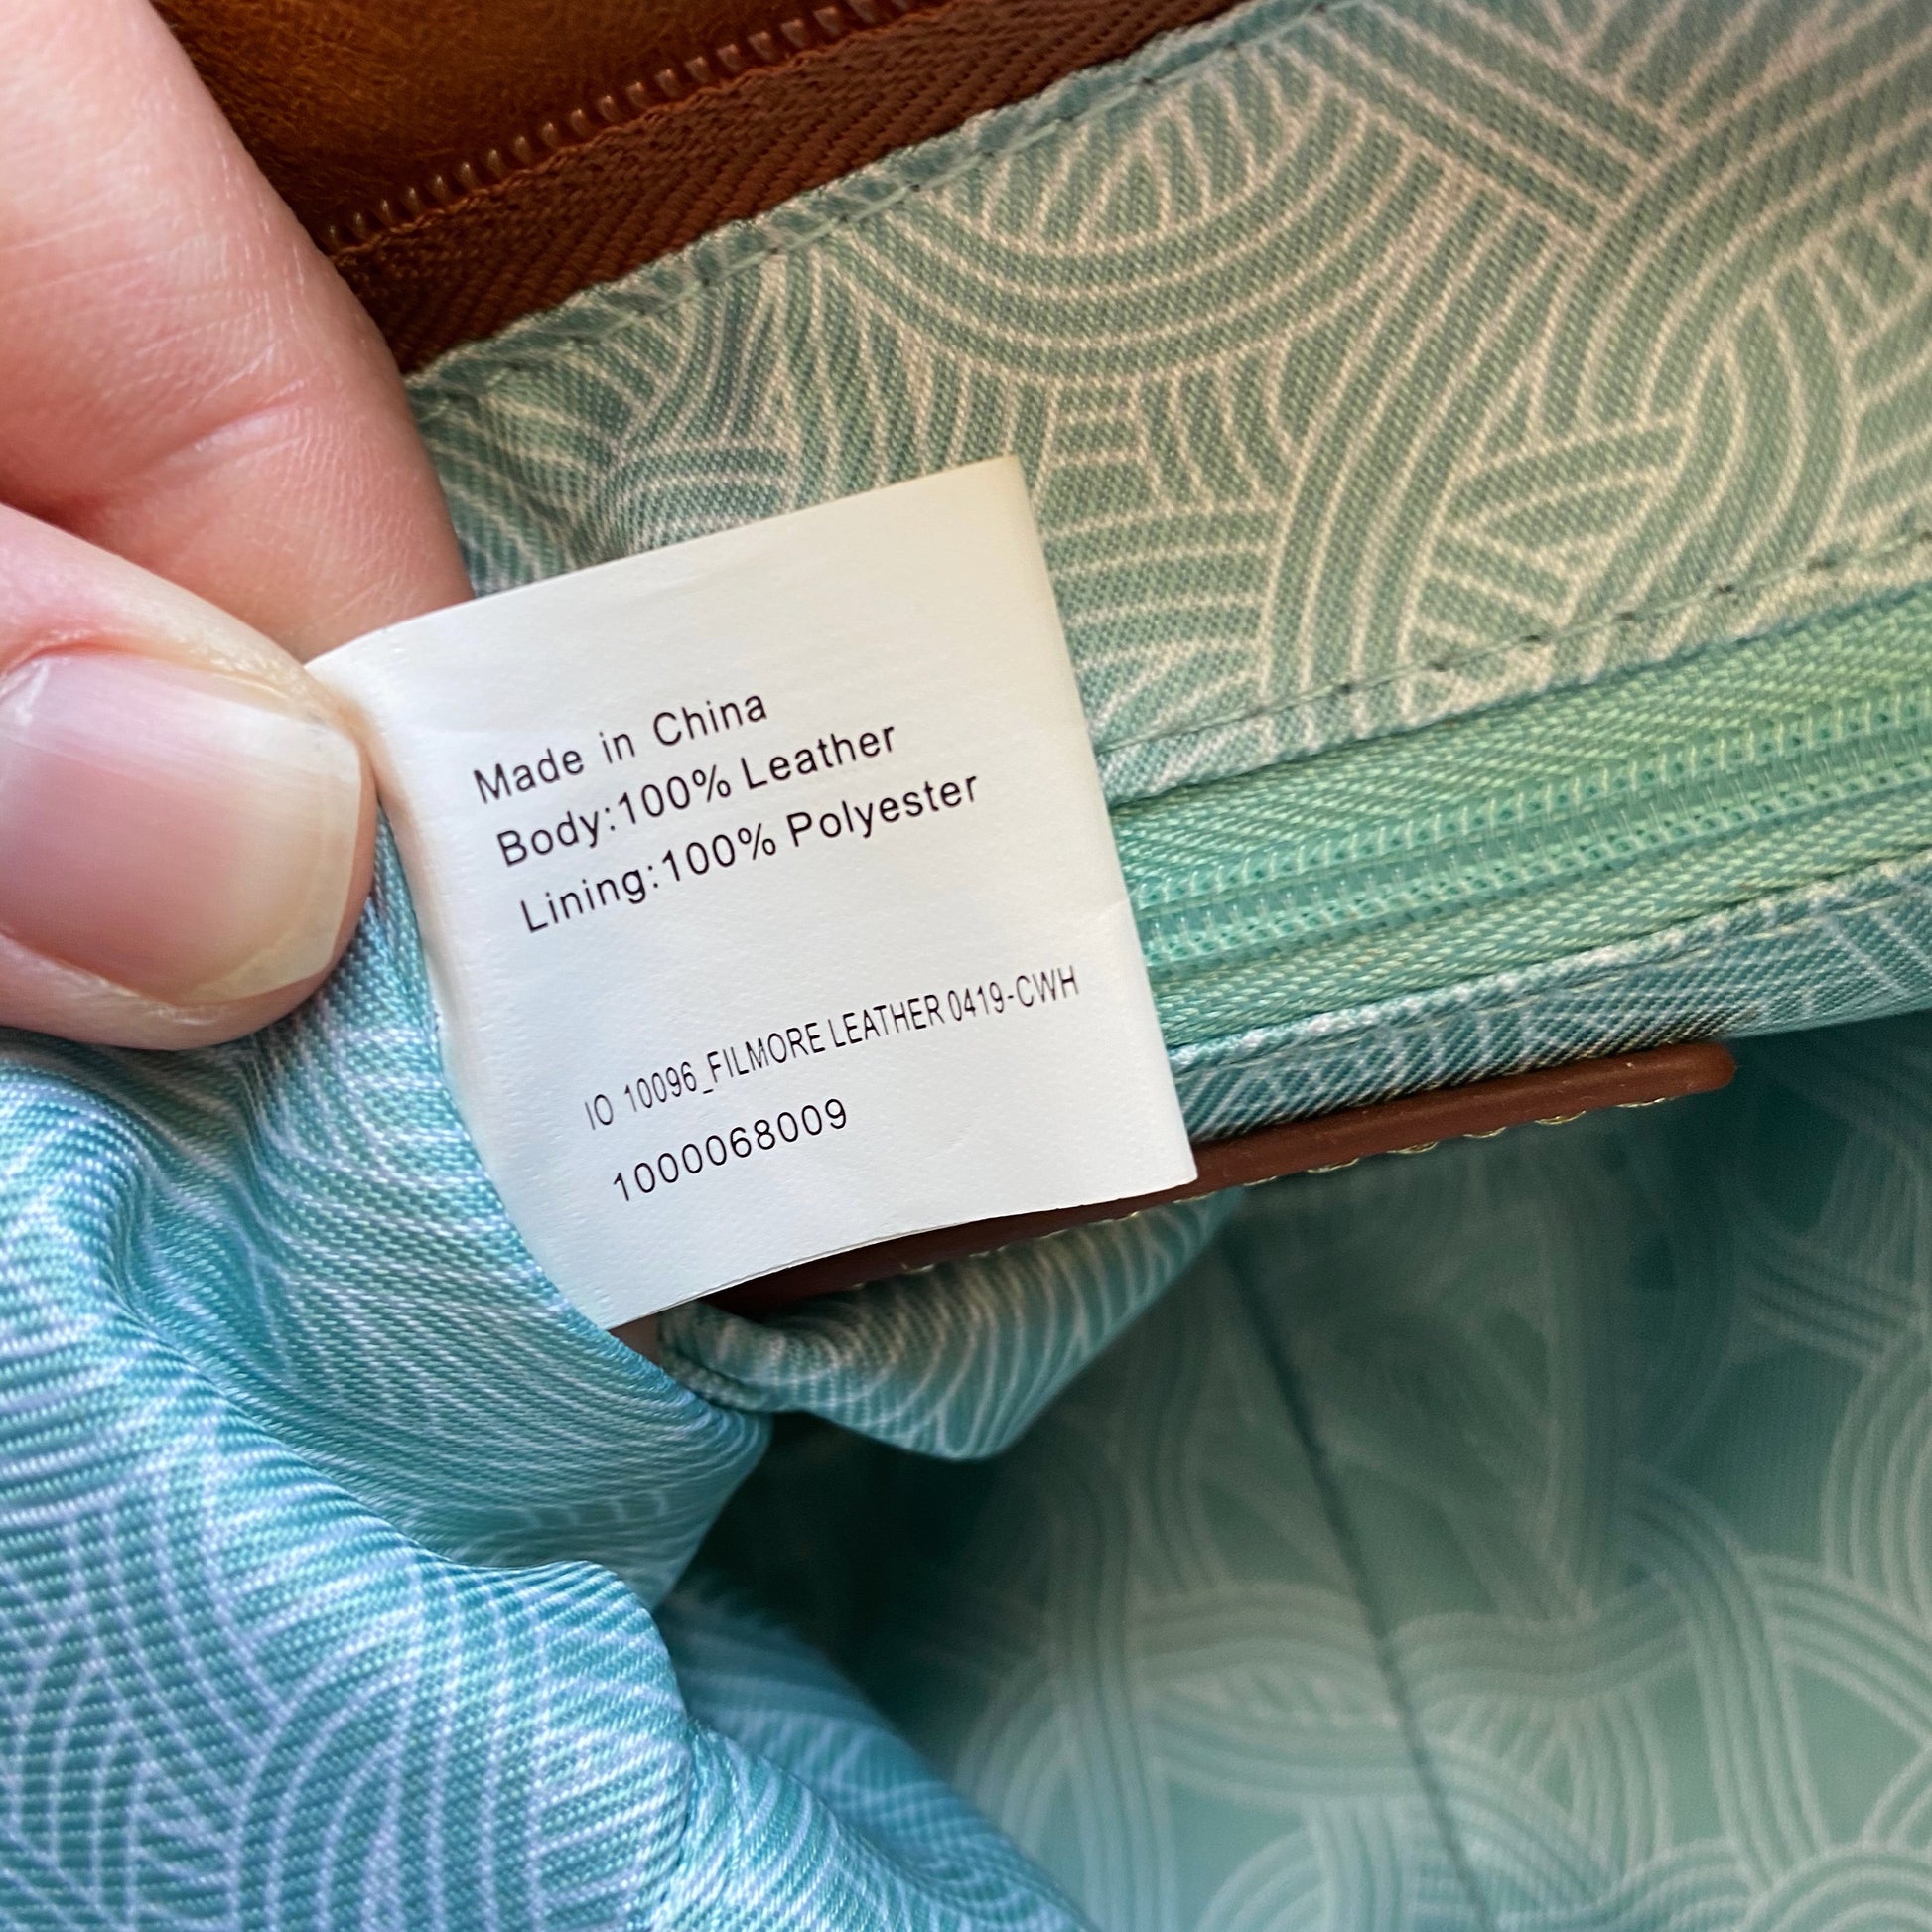 Made in China
Body:100% Leather
Lining:100% Polyester
IO 10096_FILMORE LEATHER 0419-CWH
1000068009